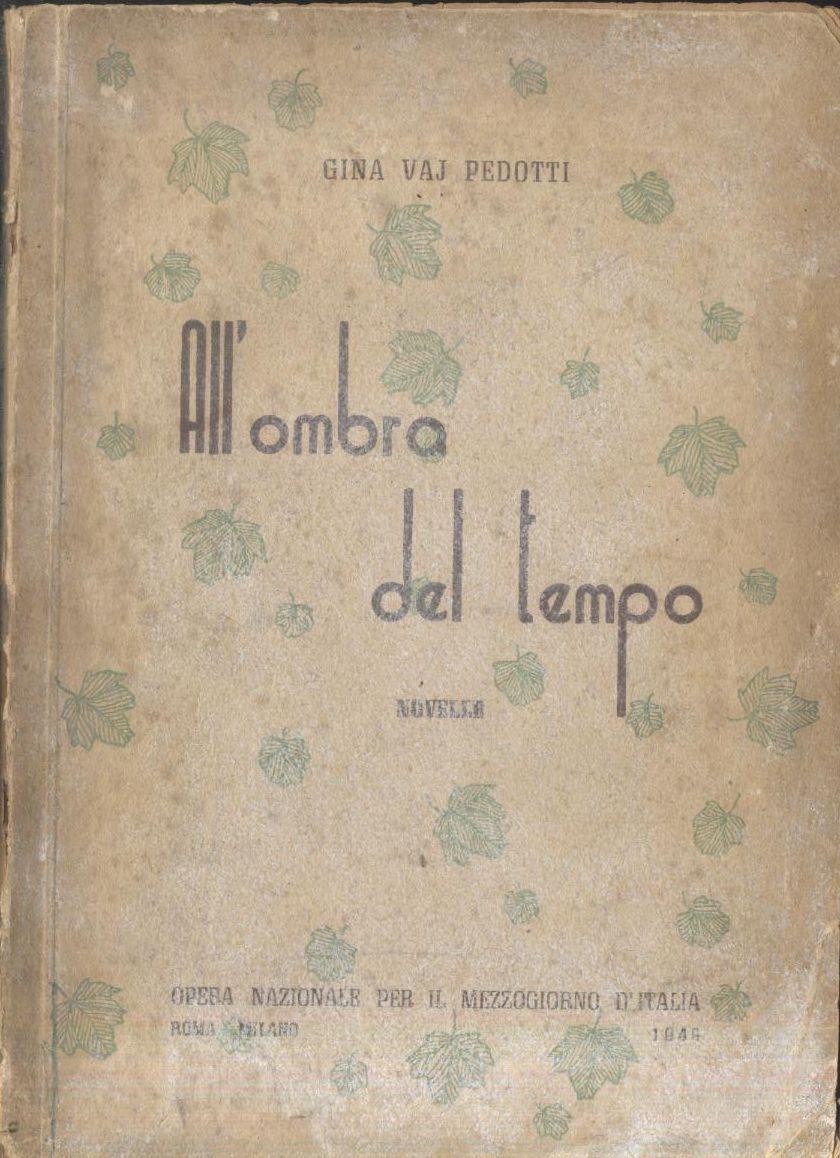 GINA VAJ PEDOTTI
All'ombra
del tempo
NOVELLE
OPERA NAZIONALE PER IL MEZZOGIORNO D'ITALIA
ROMA MILANO